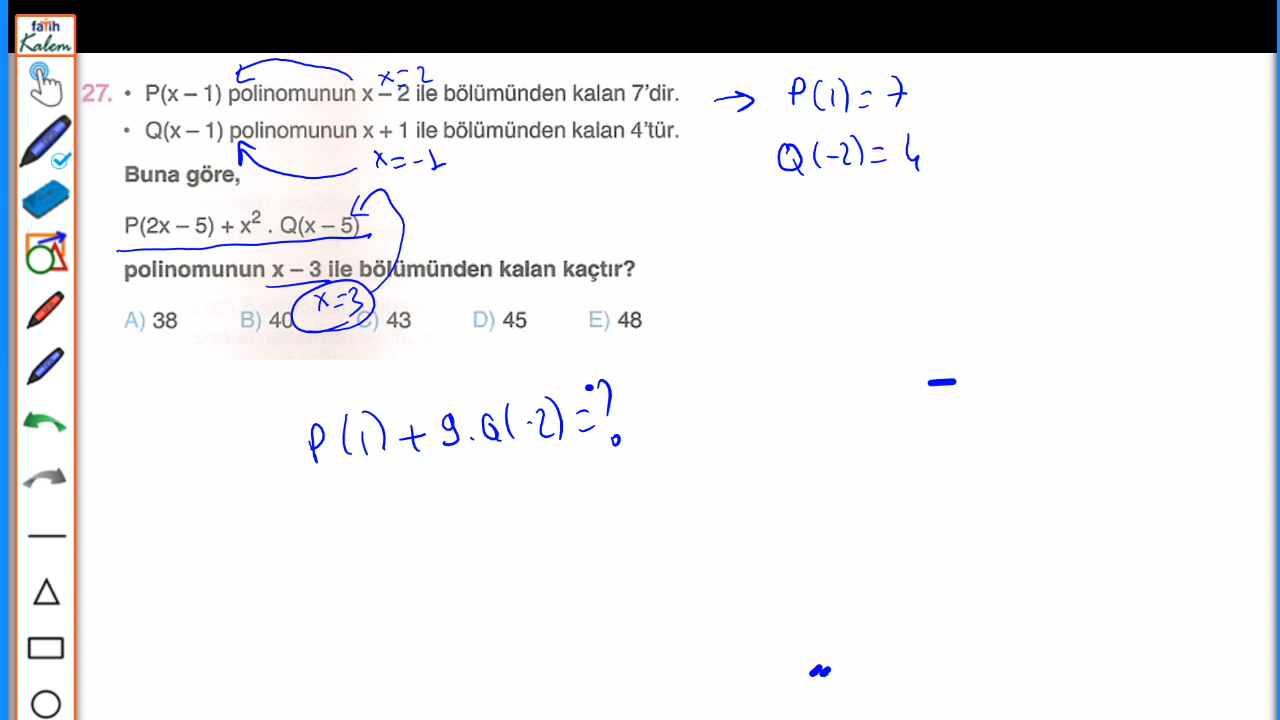 fatih
Kalem
x=2
27. • P(x – 1) polinomunun x – 2 ile bölümünden kalan 7'dir.
→ P(1) = 7
• Q(x – 1) polinomunun x + 1 ile bölümünden kalan 4'tür.
Q(-2) = 4
x=-1
Buna göre,
P(2x – 5) + x² . Q(x – 5)
polinomunun x – 3 ile bölümünden kalan kaçtır?
x=3
A) 38 B) 40 C) 43 D) 45 E) 48
P(1) + 9.Q(-2) = ?